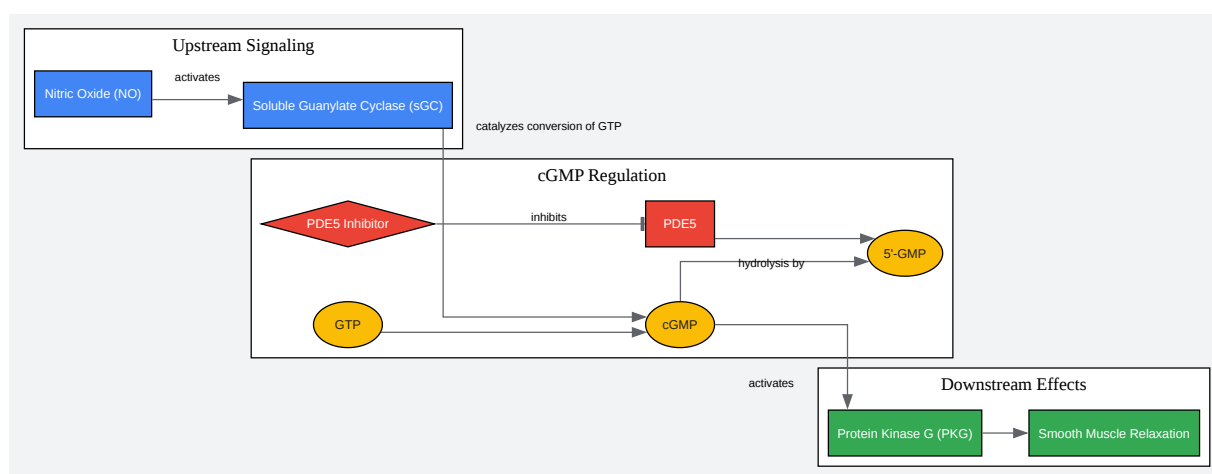 Upstream Signaling
activates
Nitric Oxide (NO)
Soluble Guanylate Cyclase (sGC)
catalyzes conversion of GTP
cGMP Regulation
PDE5 Inhibitor
inhibits
PDE5
5'-GMP
hydrolysis by
GTP
cGMP
activates
Downstream Effects
Protein Kinase G (PKG)
Smooth Muscle Relaxation